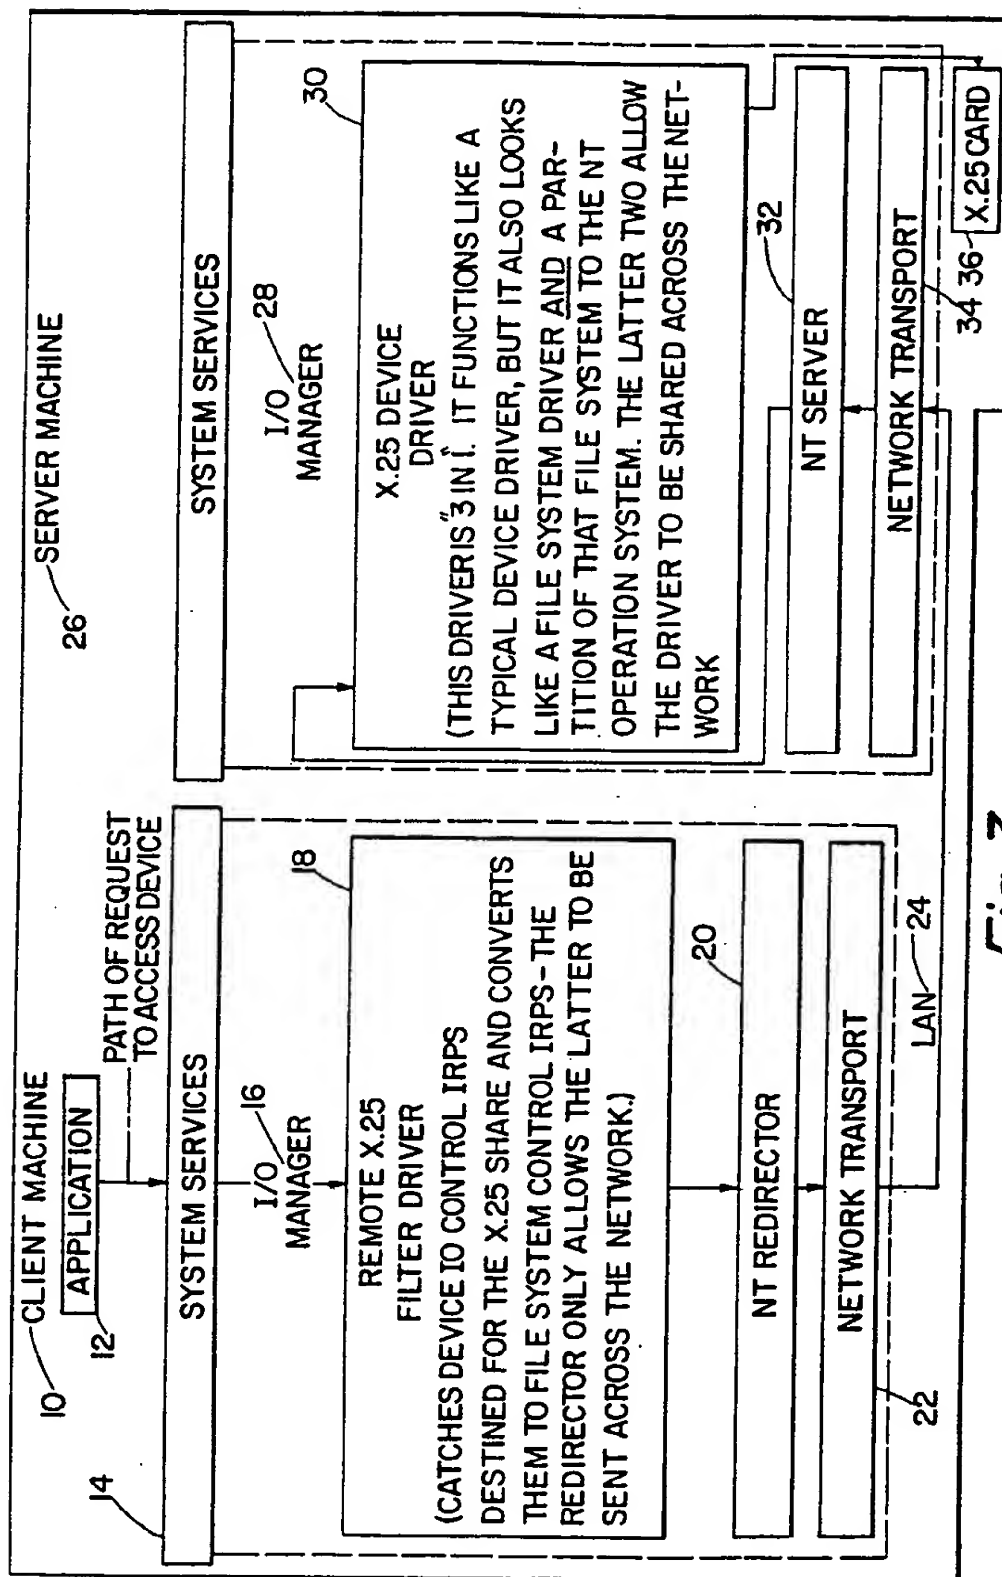 CLIENT MACHINE
10
APPLICATION
12
PATH OF REQUEST
TO ACCESS DEVICE
14
SYSTEM SERVICES
I/O
MANAGER
16
18
REMOTE X.25
FILTER DRIVER
(CATCHES DEVICE IO CONTROL IRPS
DESTINED FOR THE X.25 SHARE AND CONVERTS
THEM TO FILE SYSTEM CONTROL IRPS-THE
REDIRECTOR ONLY ALLOWS THE LATTER TO BE
SENT ACROSS THE NETWORK.)
20
NT REDIRECTOR
NETWORK TRANSPORT
22
LAN
24
SERVER MACHINE
26
SYSTEM SERVICES
I/O
MANAGER
28
30
X.25 DEVICE
DRIVER
(THIS DRIVER IS "3 IN 1". IT FUNCTIONS LIKE A
TYPICAL DEVICE DRIVER, BUT IT ALSO LOOKS
LIKE A FILE SYSTEM DRIVER AND A PAR-
TITION OF THAT FILE SYSTEM TO THE NT
OPERATION SYSTEM. THE LATTER TWO ALLOW
THE DRIVER TO BE SHARED ACROSS THE NET-
WORK
32
NT SERVER
NETWORK TRANSPORT
34
36
X.25 CARD